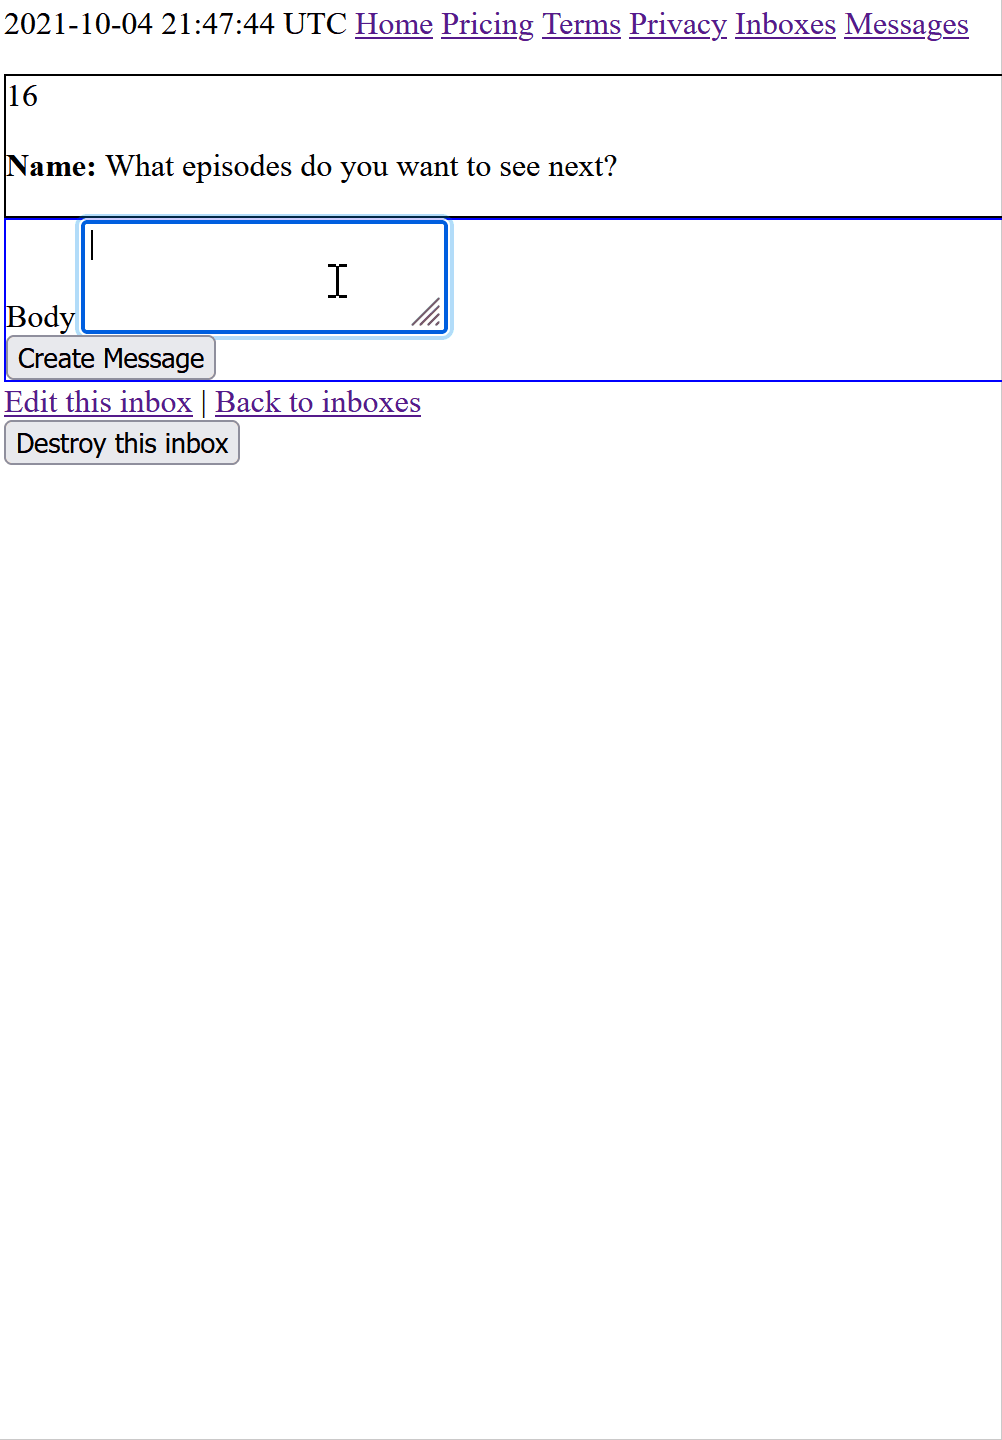 2021-10-04 21:47:44 UTC Home Pricing Terms Privacy Inboxes Messages
16
Name: What episodes do you want to see next?
Body
Create Message
Edit this inbox | Back to inboxes
Destroy this inbox